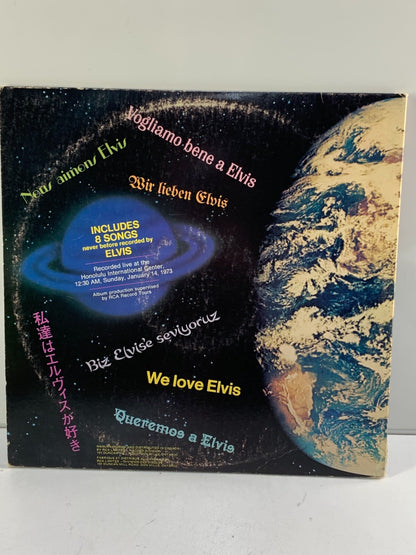 Vogliamo bene a Elvis
Nous aimons Elvis
Wir lieben Elvis
INCLUDES
8 SONGS
never before recorded by
ELVIS
Recorded live at the
Honolulu International Center,
12:30 AM, Sunday, January 14, 1973
Album production supervised
by RCA Record Tours
私達はエルヴィスが好き
Biz Elvise seviyoruz
We love Elvis
Queremos a Elvis